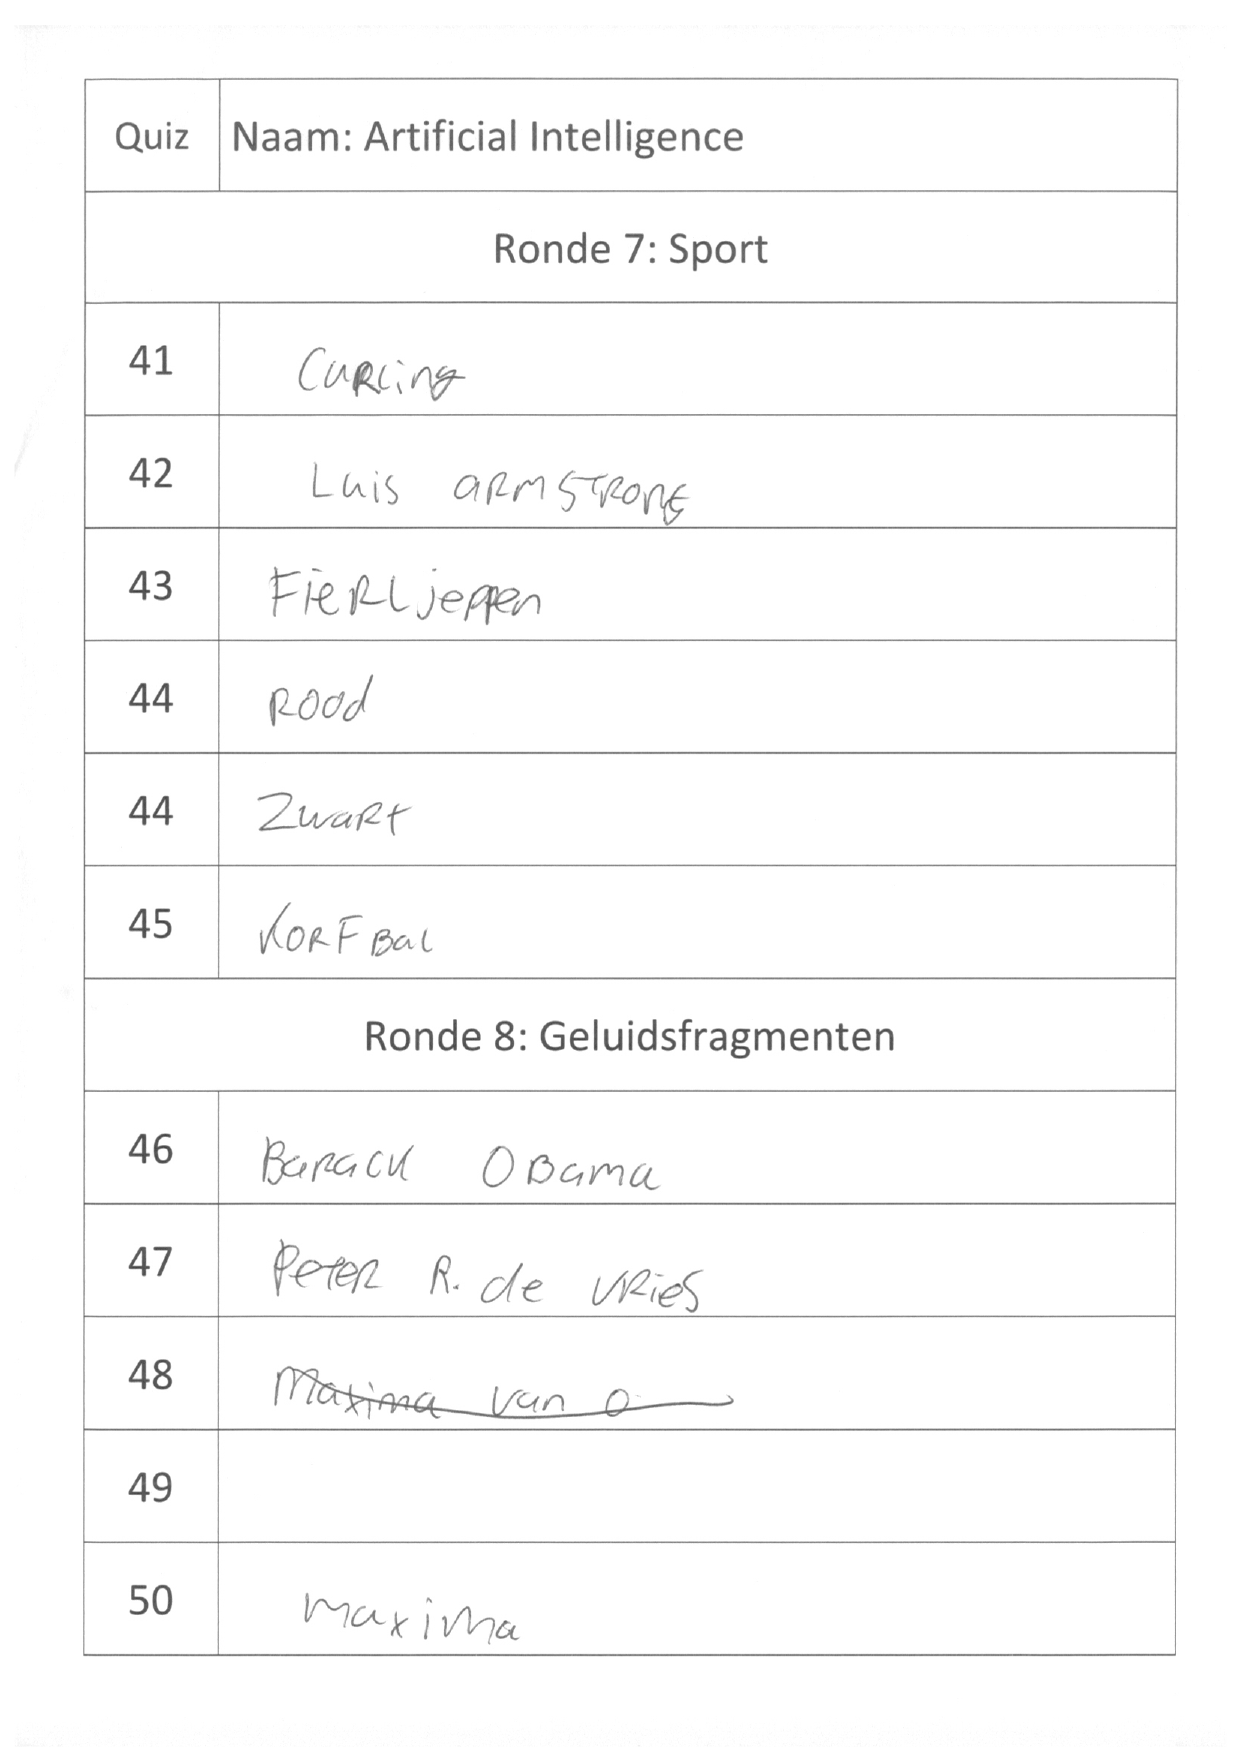 Quiz Naam: Artificial Intelligence
Ronde 7: Sport
41 Curling
42 Luis Armstrong
43 Fierljeppen
44 Rood
44 Zwart
45 Korfbal
Ronde 8: Geluidsfragmenten
46 Barack Obama
47 Peter R. de Vries
48 Maxima van O
49
50 maxima